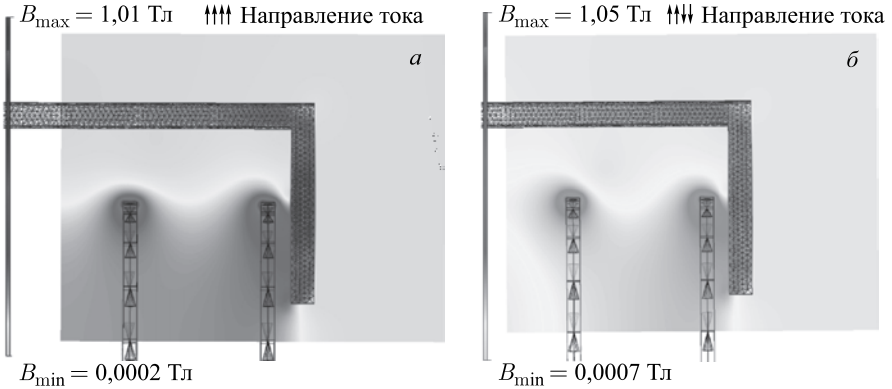 B_max = 1,01 Тл ↑↑↑↑ Направление тока
а
B_min = 0,0002 Тл
B_max = 1,05 Тл ↑↑↓↓ Направление тока
б
B_min = 0,0007 Тл